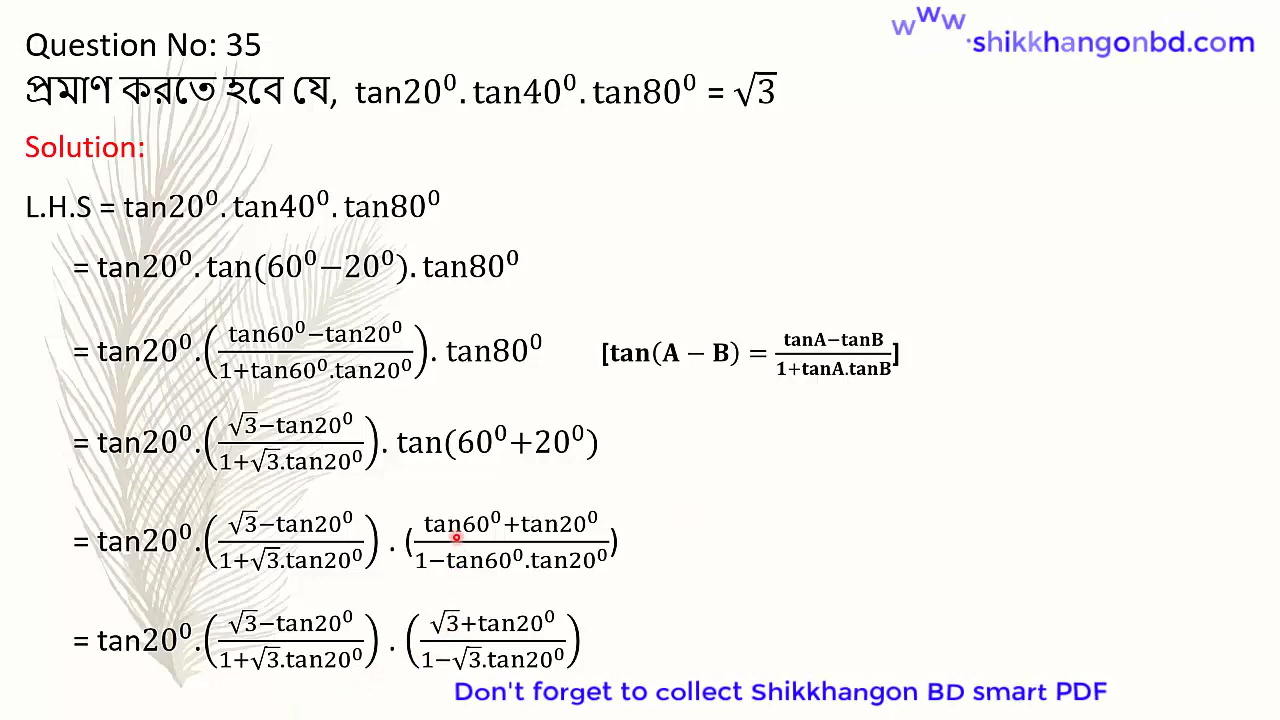 www.shikkhangonbd.com
Question No: 35
প্রমাণ করতে হবে যে, tan20⁰.tan40⁰.tan80⁰ = √3
Solution:
L.H.S = tan20⁰.tan40⁰.tan80⁰
= tan20⁰.tan(60⁰−20⁰).tan80⁰
= tan20⁰.((tan60⁰−tan20⁰)/(1+tan60⁰.tan20⁰)). tan80⁰ [tan(A − B) = (tanA−tanB)/(1+tanA.tanB)]
= tan20⁰.((√3−tan20⁰)/(1+√3.tan20⁰)). tan(60⁰+20⁰)
= tan20⁰.((√3−tan20⁰)/(1+√3.tan20⁰)) . ((tan60⁰+tan20⁰)/(1−tan60⁰.tan20⁰))
= tan20⁰.((√3−tan20⁰)/(1+√3.tan20⁰)) . ((√3+tan20⁰)/(1−√3.tan20⁰))
Don't forget to collect Shikkhangon BD smart PDF